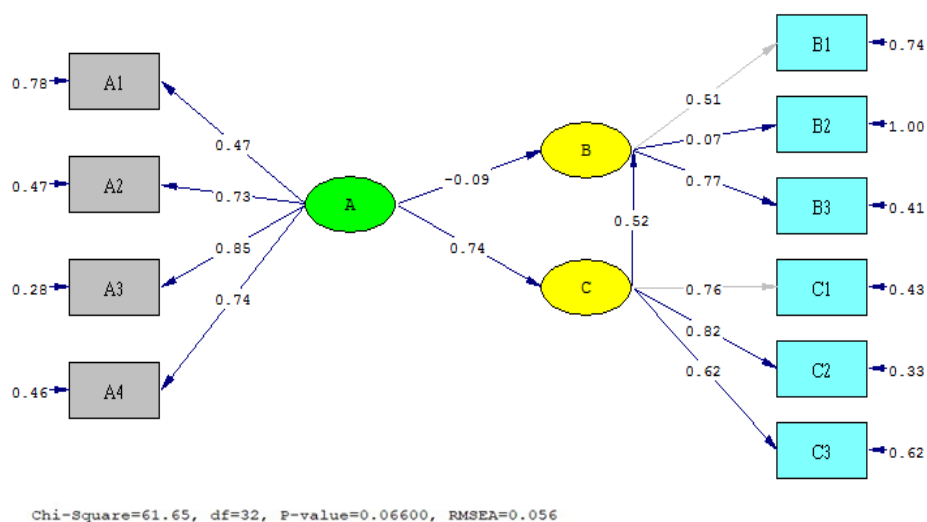 B1
0.74
A1
0.78
0.51
B2
1.00
0.47
0.07
B
A2
0.47
0.73
-0.09
0.77
A
B3
0.41
0.52
0.85
0.74
A3
0.28
C
0.76
C1
0.43
0.74
0.82
C2
0.33
0.62
A4
0.46
C3
0.62
Chi-Square=61.65, df=32, P-value=0.06600, RMSEA=0.056